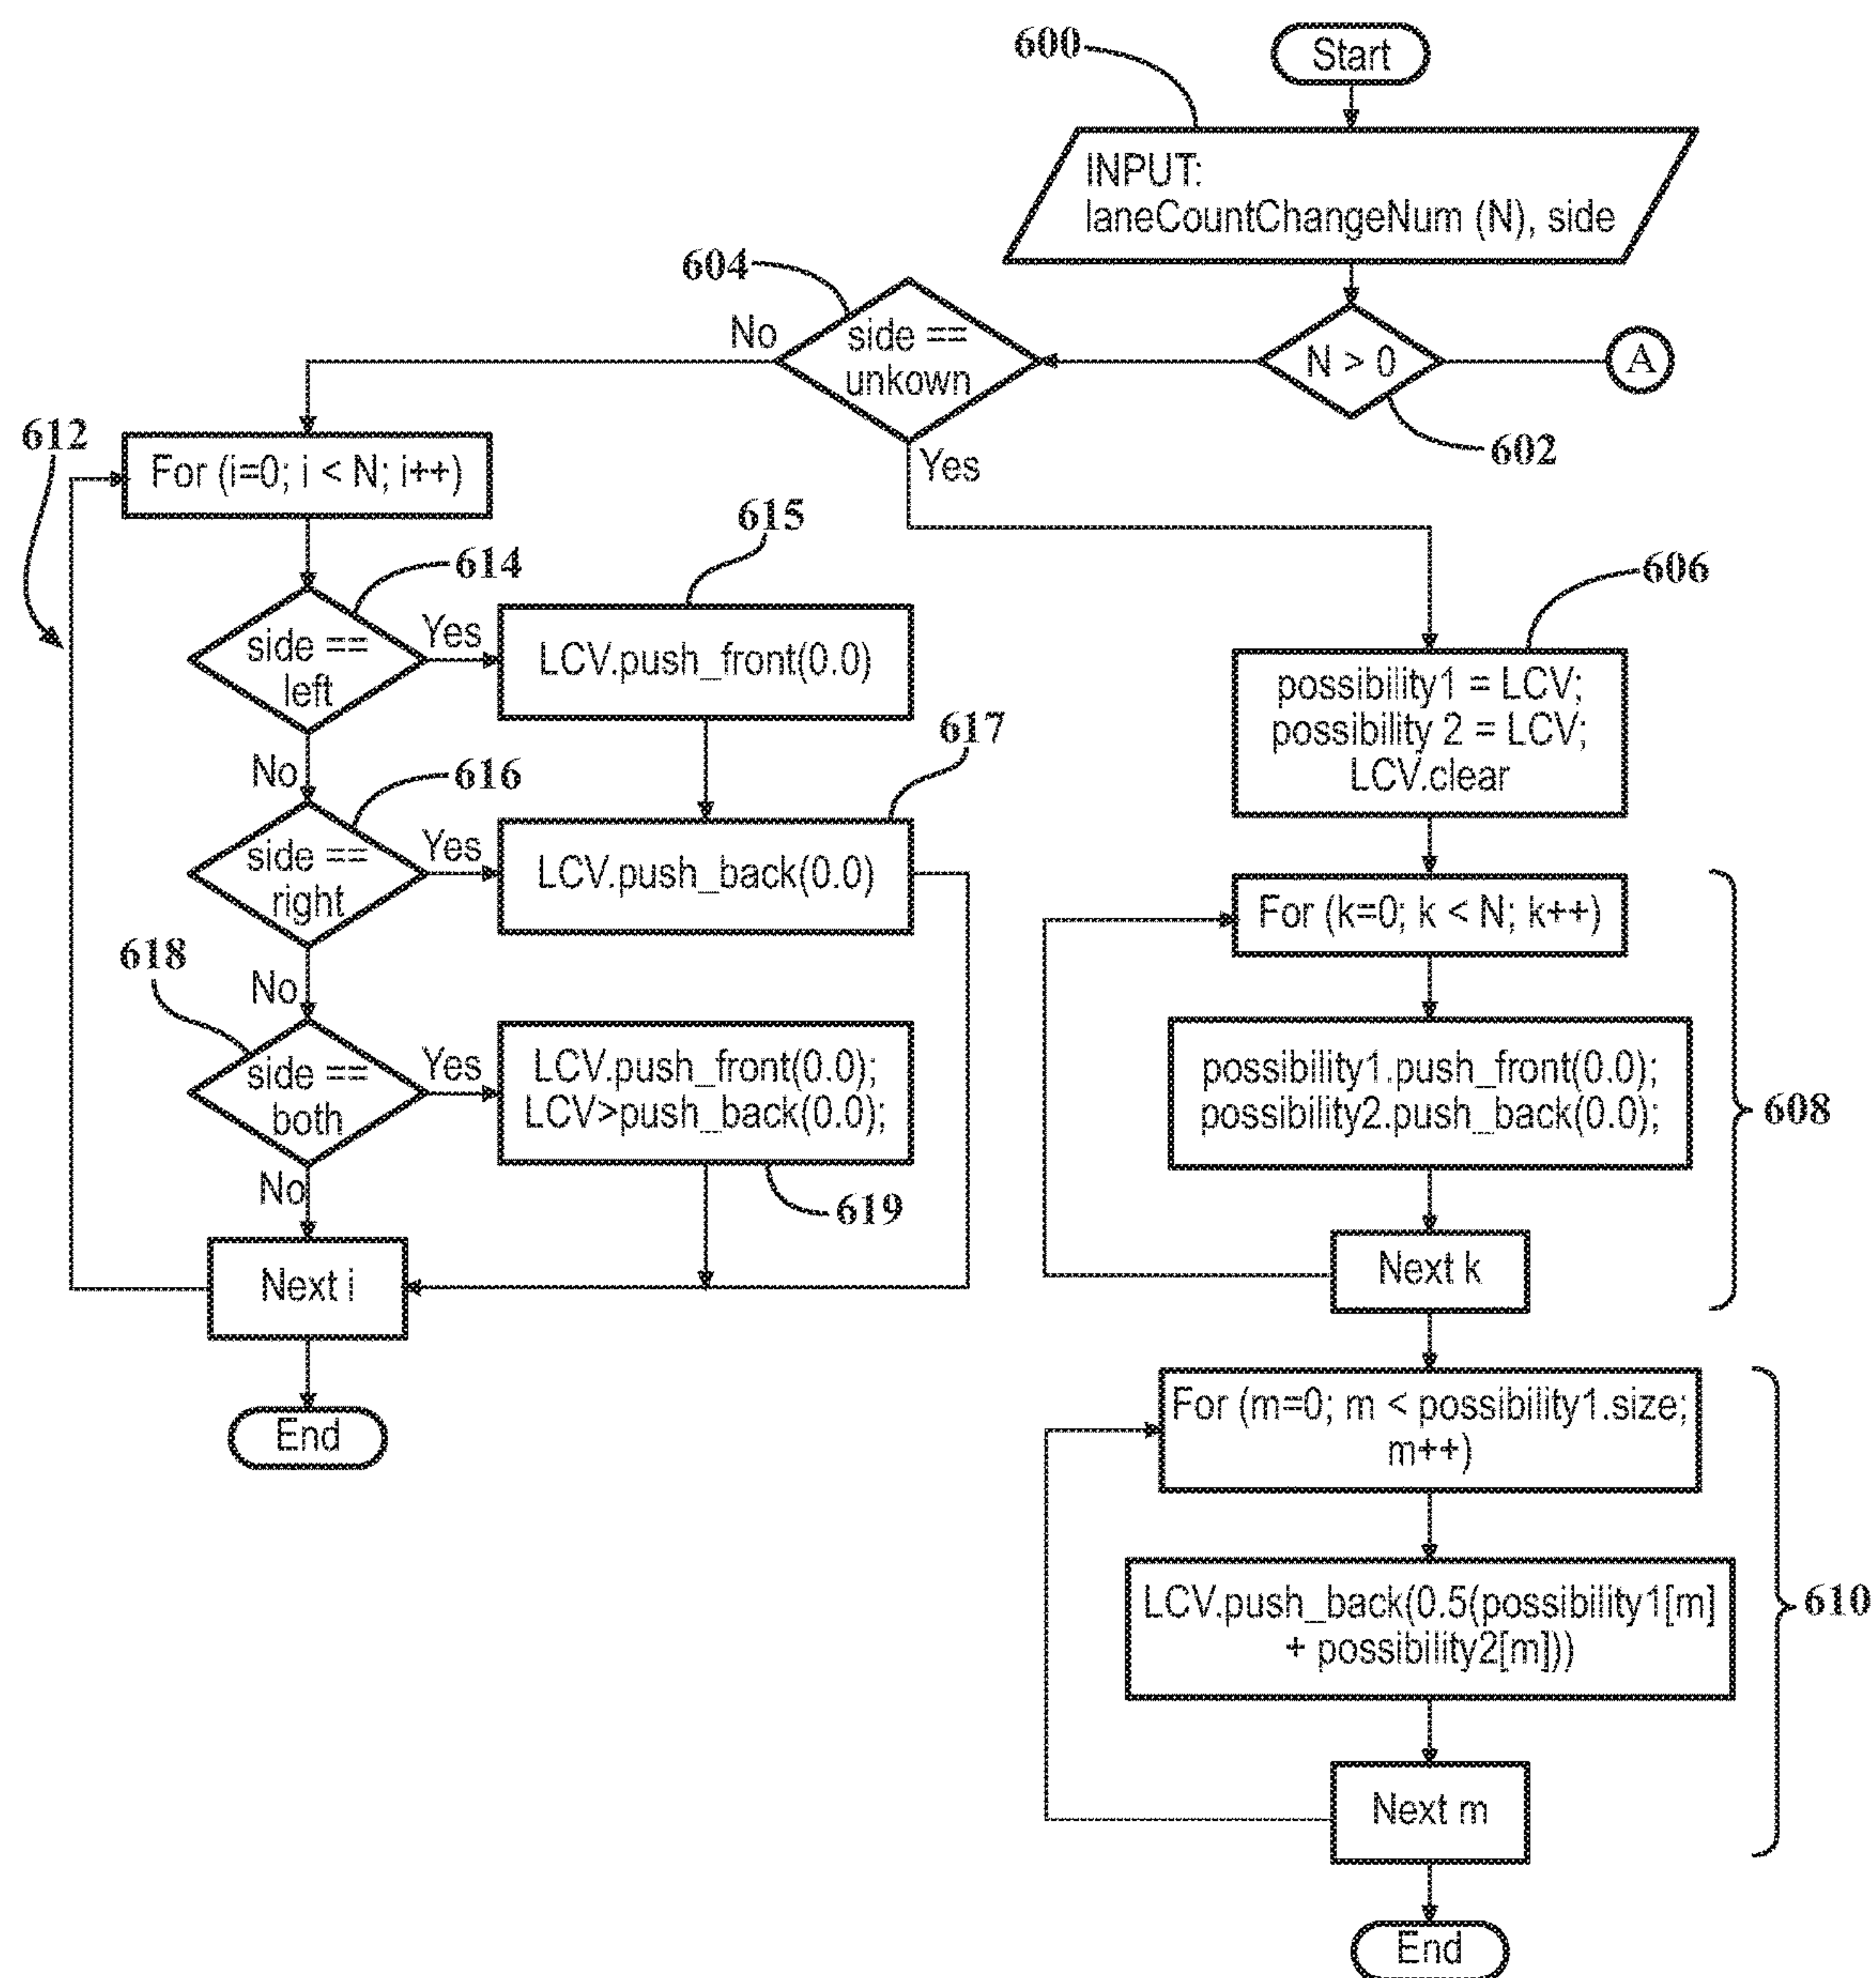 600
Start
INPUT:
laneCountChangeNum (N), side
604
No
side ==
unkown
N > 0
A
602
Yes
612
For (i=0; i < N; i++)
615
614
606
side ==
left
Yes
LCV.push_front(0.0)
possibility1 = LCV;
possibility 2 = LCV;
LCV.clear
617
No
616
side ==
right
Yes
LCV.push_back(0.0)
For (k=0; k < N; k++)
618
No
side ==
both
Yes
LCV.push_front(0.0);
LCV>push_back(0.0);
possibility1.push_front(0.0);
possibility2.push_back(0.0);
608
No
619
Next i
Next k
End
For (m=0; m < possibility1.size;
m++)
LCV.push_back(0.5(possibility1[m]
+ possibility2[m]))
610
Next m
End